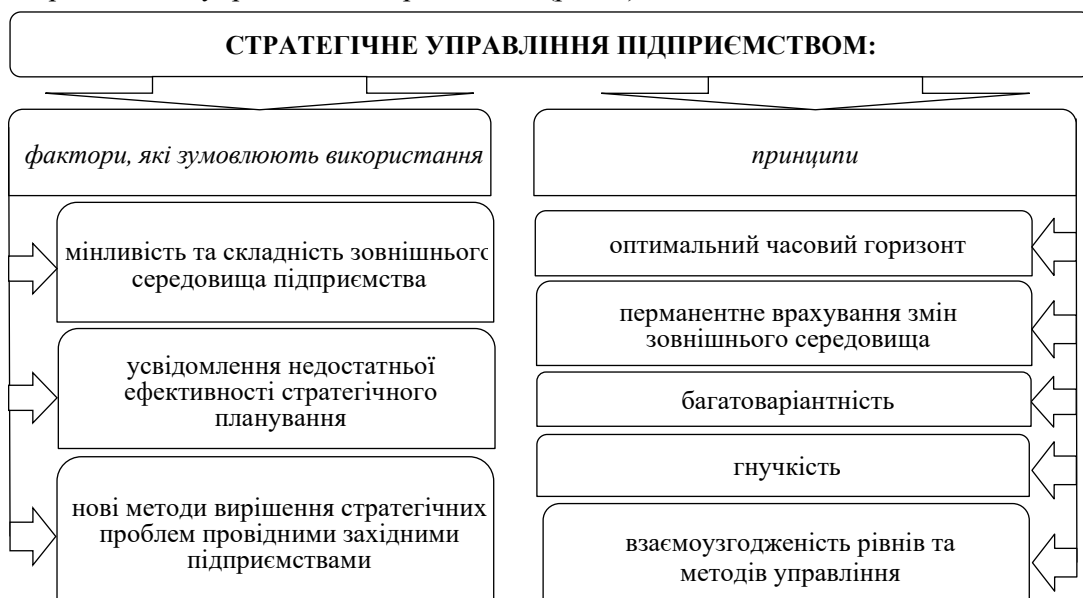 СТРАТЕГІЧНЕ УПРАВЛІННЯ ПІДПРИЄМСТВОМ:
фактори, які зумовлюють використання
мінливість та складність зовнішнього
середовища підприємства
усвідомлення недостатньої
ефективності стратегічного
планування
нові методи вирішення стратегічних
проблем провідними західними
підприємствами
принципи
оптимальний часовий горизонт
перманентне врахування змін
зовнішнього середовища
багатоваріантність
гнучкість
взаємоузгодженість рівнів та
методів управління